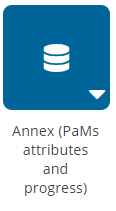 Annex (PaMs
attributes
and
progress)